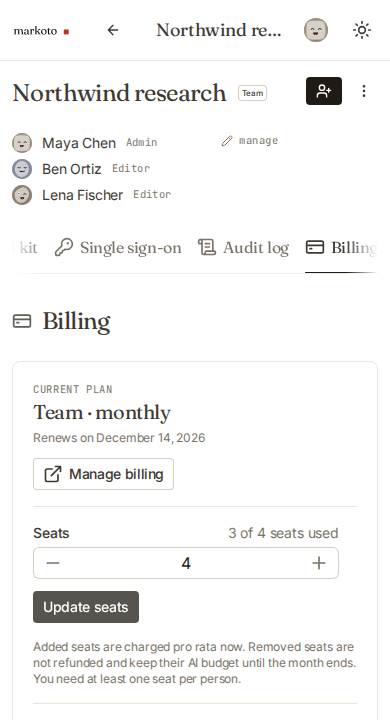 markoto
Northwind re...
Northwind research Team
Maya Chen Admin
manage
Ben Ortiz Editor
Lena Fischer Editor
kit Single sign-on Audit log Billing
Billing
CURRENT PLAN
Team · monthly
Renews on December 14, 2026
Manage billing
Seats 3 of 4 seats used
4
Update seats
Added seats are charged pro rata now. Removed seats are
not refunded and keep their AI budget until the month ends.
You need at least one seat per person.